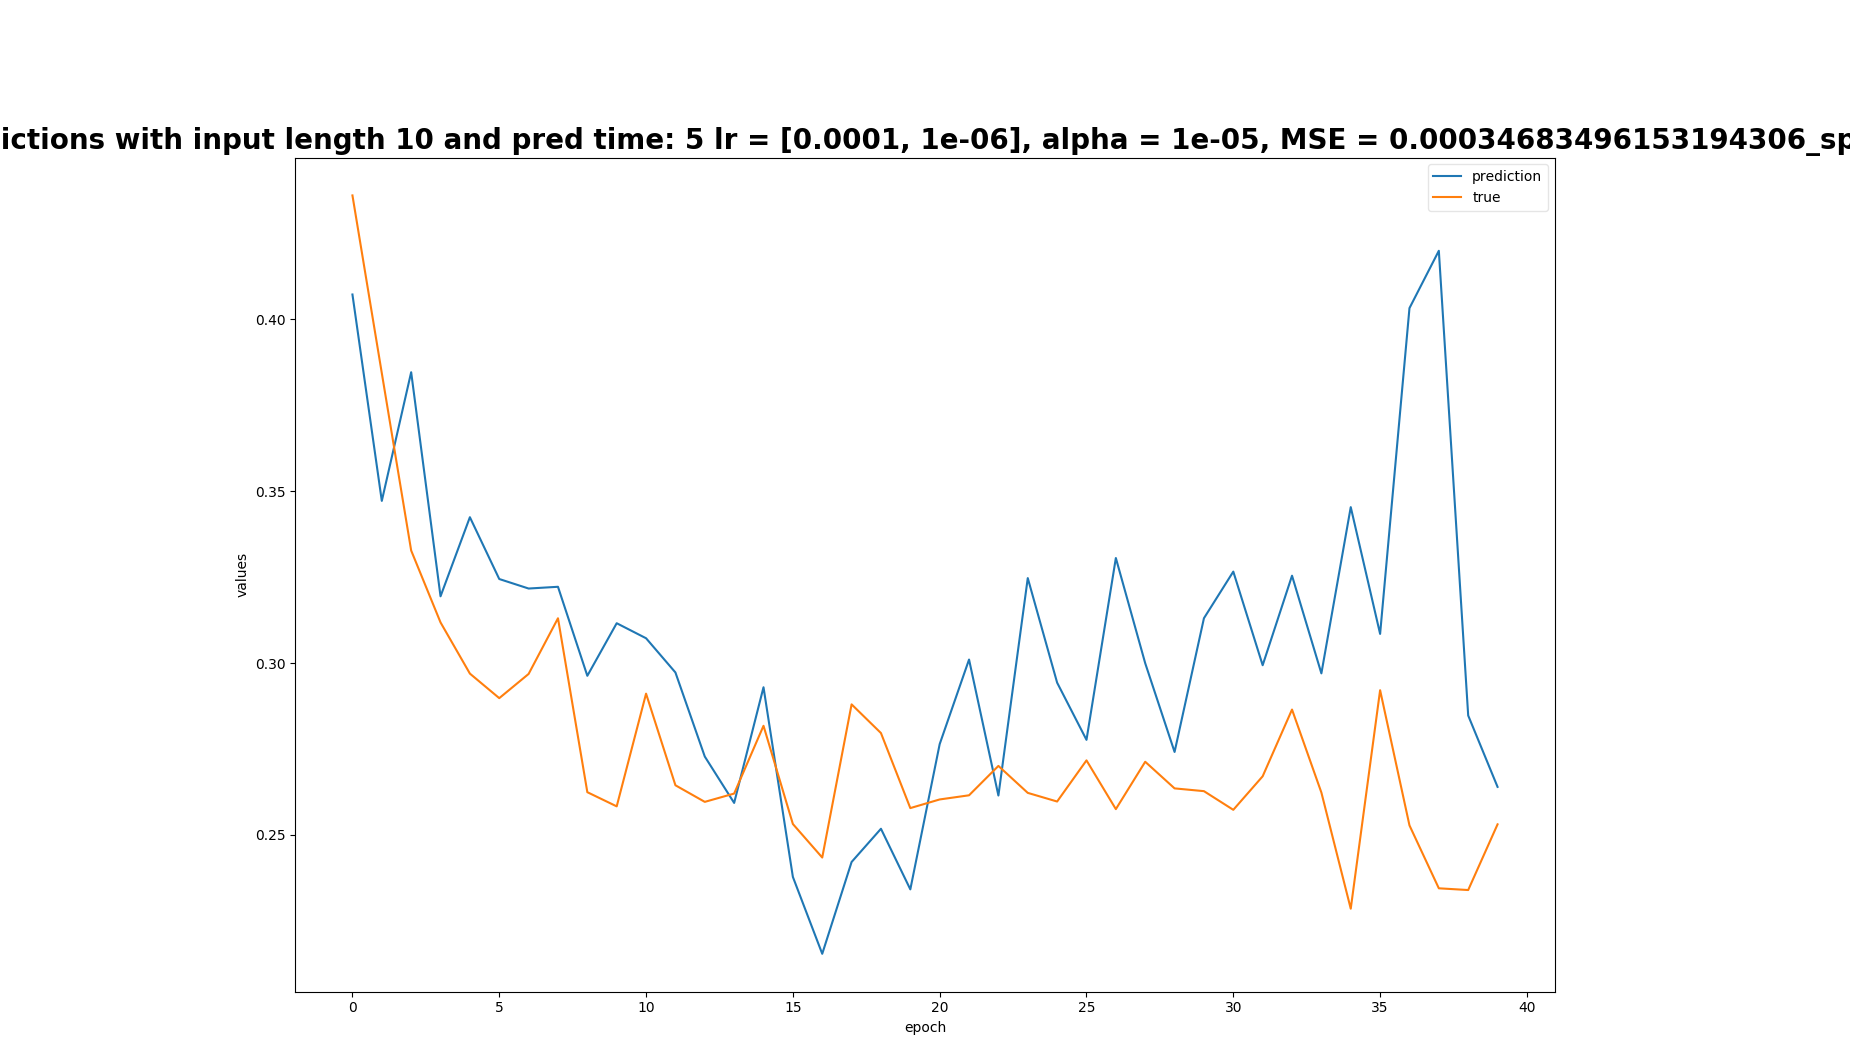 ictions with input length 10 and pred time: 5 lr = [0.0001, 1e-06], alpha = 1e-05, MSE = 0.00034683496153194306_sp
prediction
true
0.40
0.35
0.30
0.25
values
0 5 10 15 20 25 30 35 40
epoch